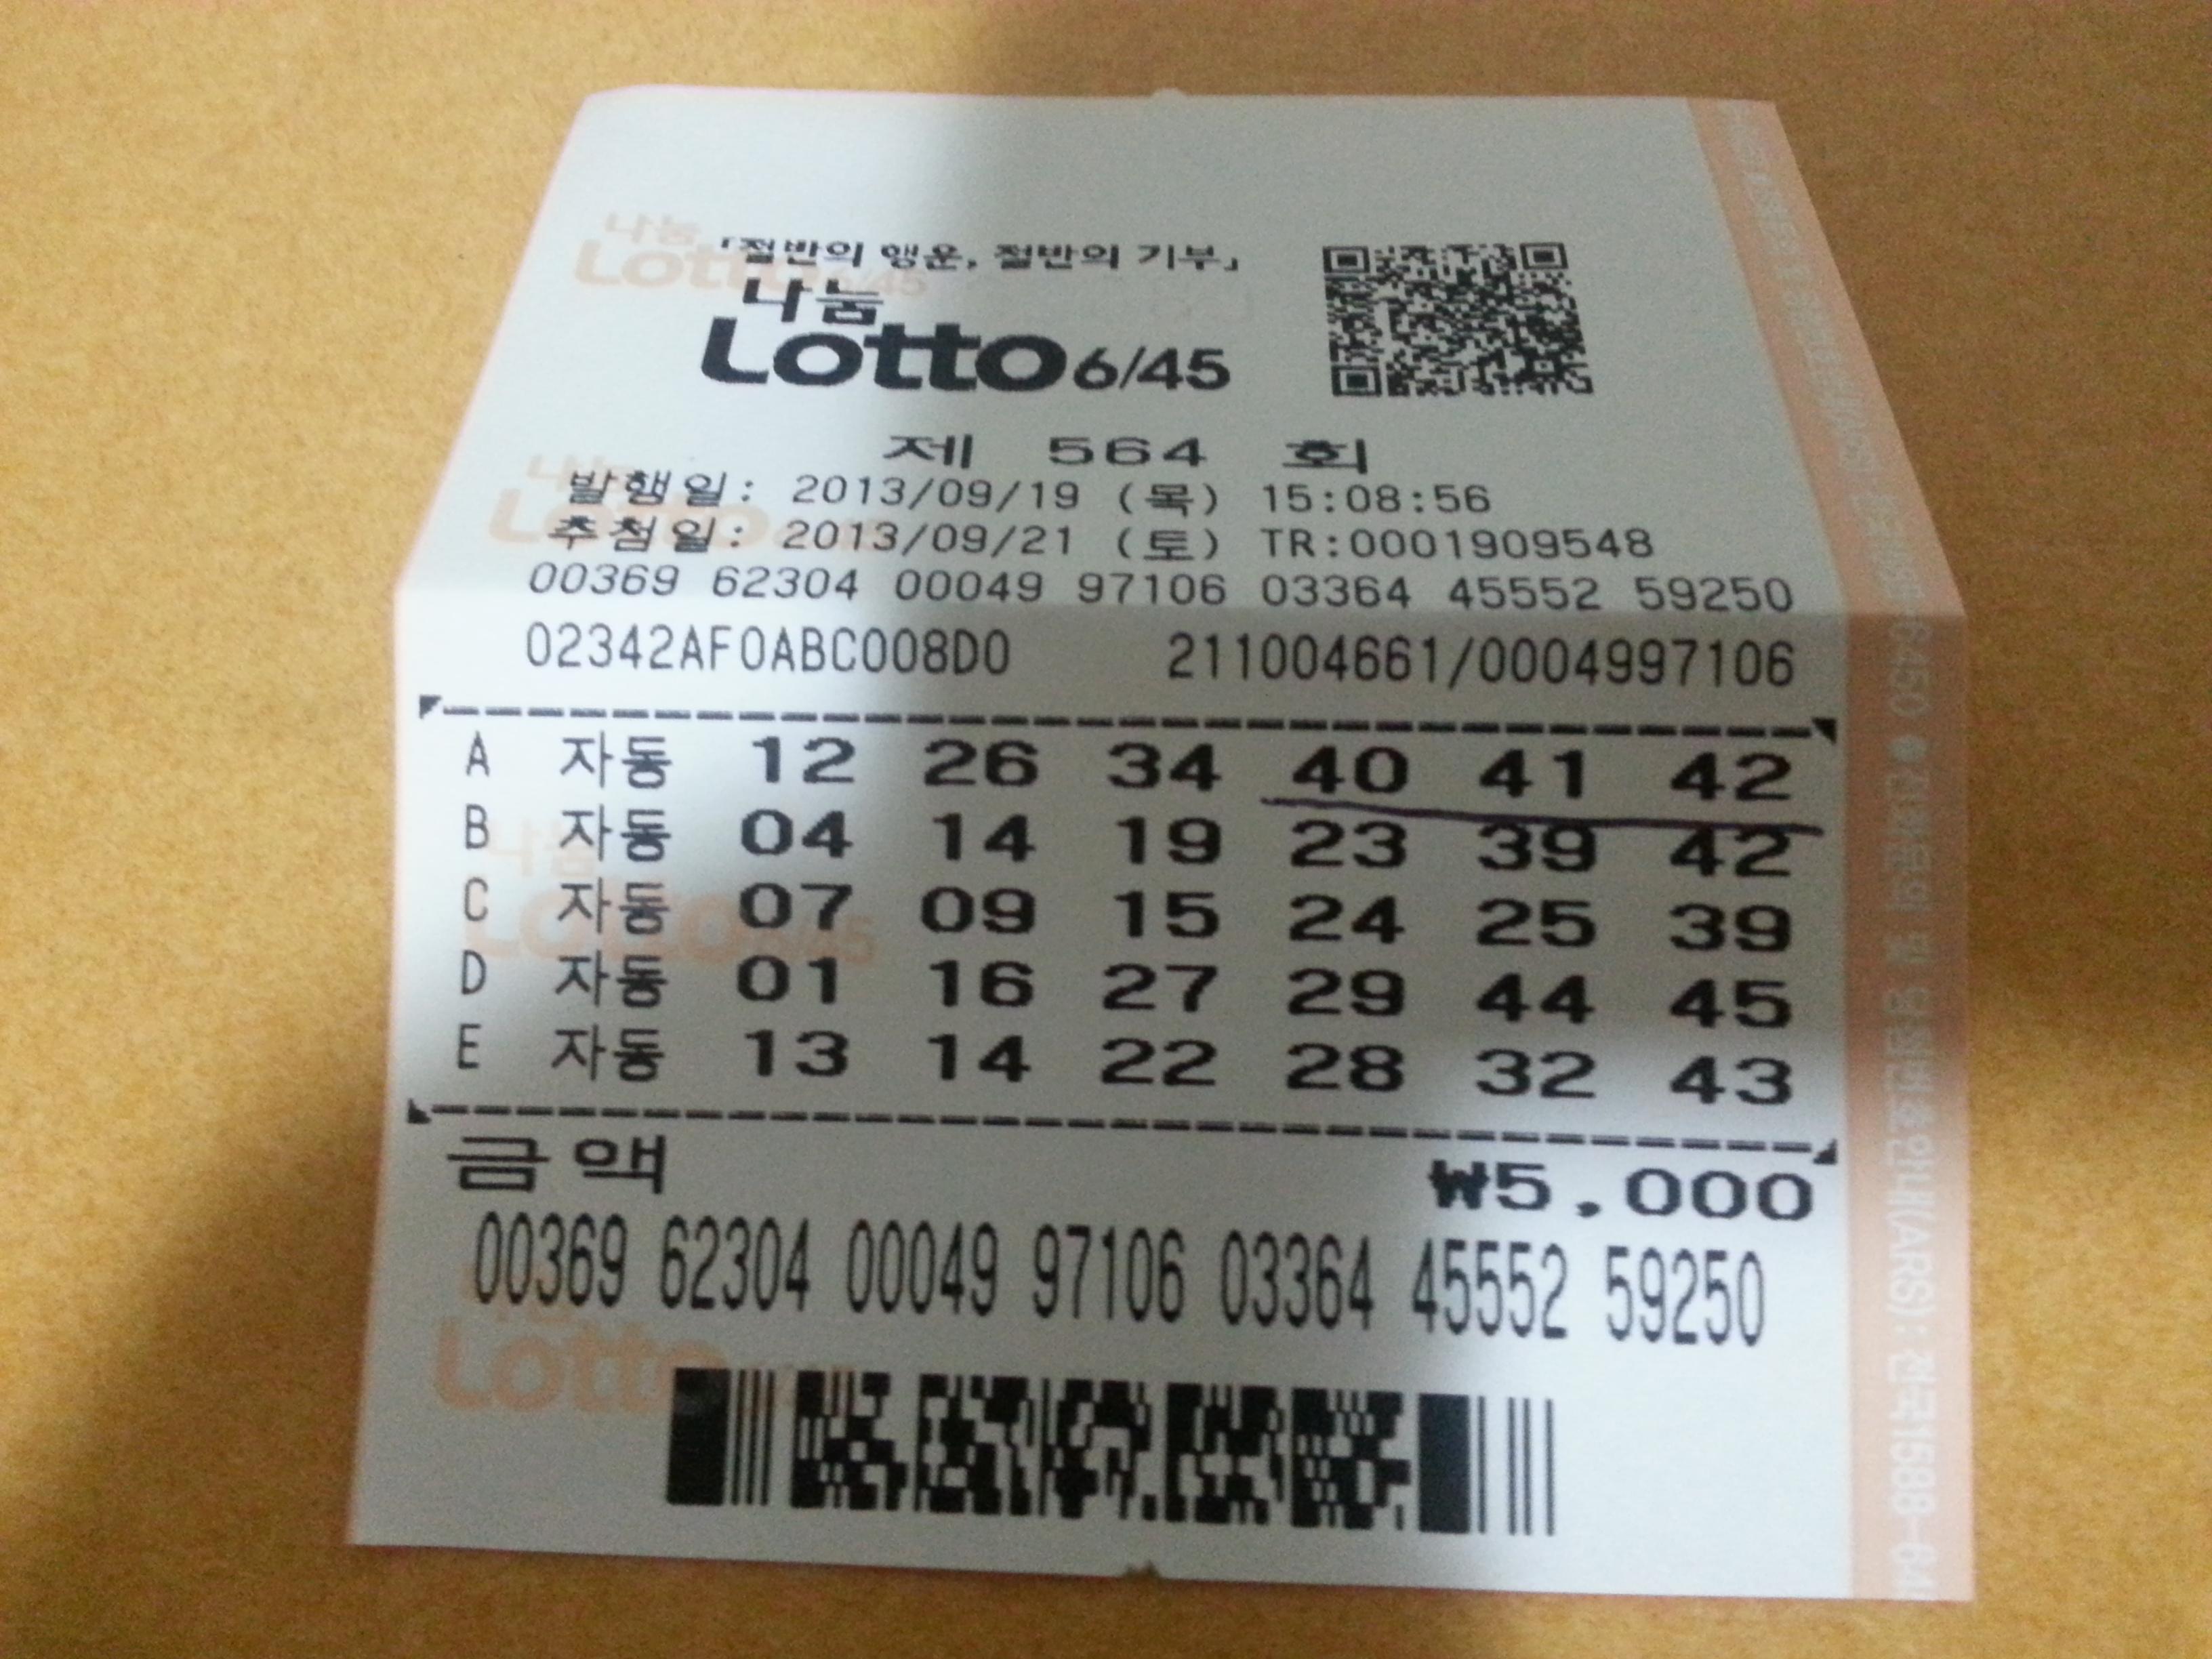 「절반의 행운, 절반의 기부」
나눔
Lotto 6/45
제 564 회
발행일: 2013/09/19 (목) 15:08:56
추첨일: 2013/09/21 (토) TR:0001909548
00369 62304 00049 97106 03364 45552 59250
02342AF0ABC008D0 211004661/0004997106
A 자동 12 26 34 40 41 42
B 자동 04 14 19 23 39 42
C 자동 07 09 15 24 25 39
D 자동 01 16 27 29 44 45
E 자동 13 14 22 28 32 43
금액 ₩5,000
00369 62304 00049 97106 03364 45552 59250